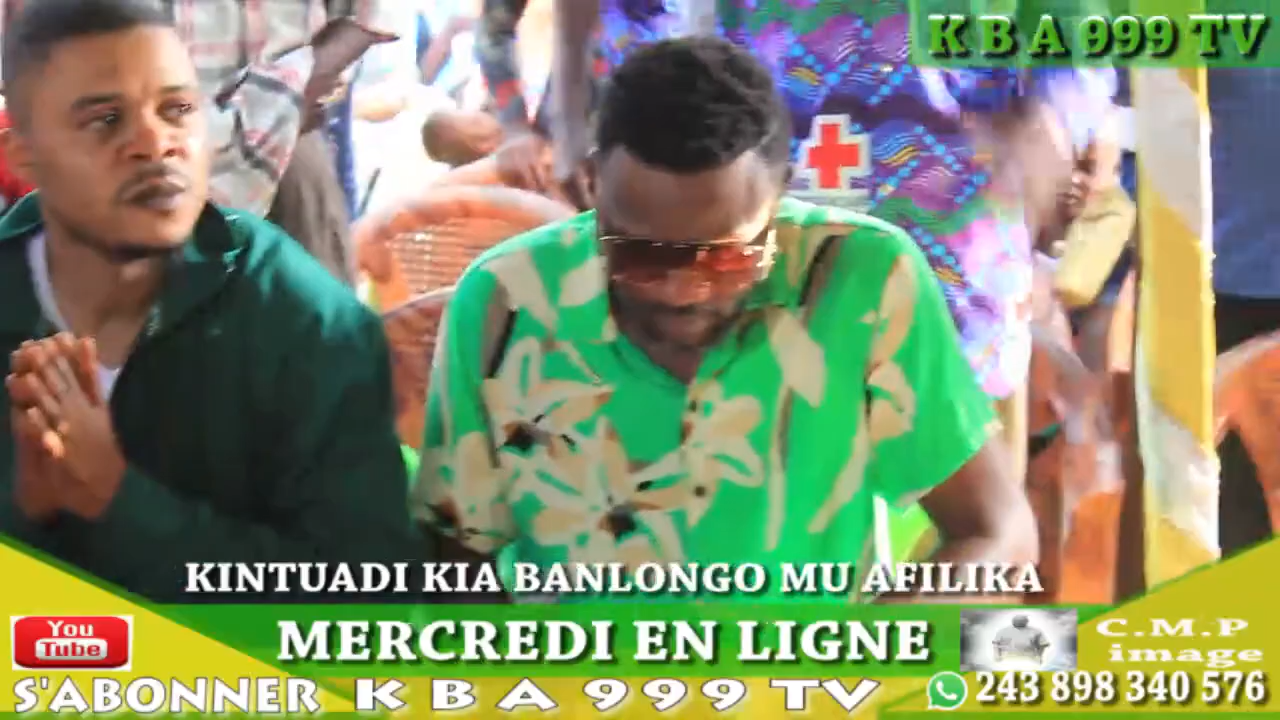 K B A 999 TV
KINTUADI KIA BANLONGO MU AFILIKA
MERCREDI EN LIGNE
You
Tube
C.M.P
image
S'ABONNER K B A 999 TV
243 898 340 576